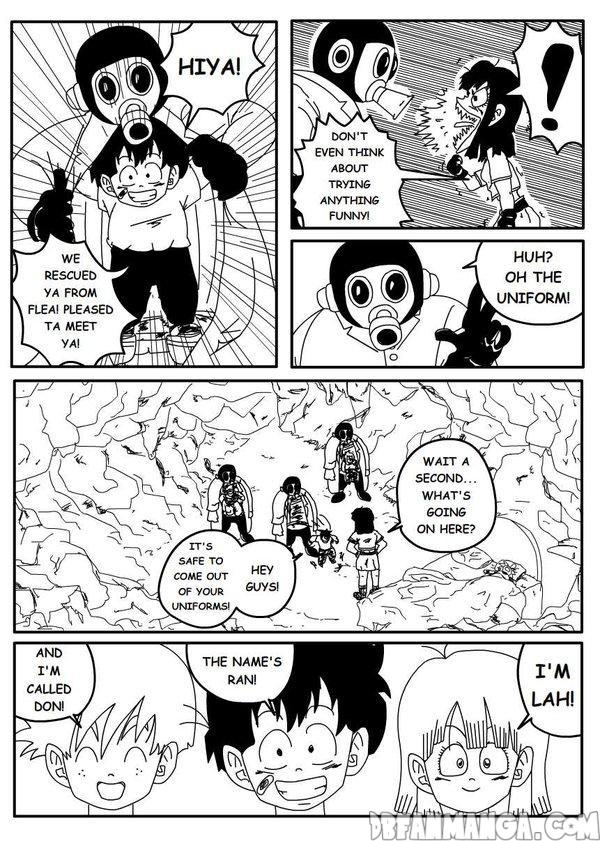 HIYA!
WE
RESCUED
YA FROM
FLEA! PLEASED
TA MEET
YA!
!
DON'T
EVEN THINK
ABOUT
TRYING
ANYTHING
FUNNY!
HUH?
OH THE
UNIFORM!
WAIT A
SECOND...
WHAT'S
GOING
ON HERE?
HEY
GUYS!
IT'S
SAFE TO
COME OUT
OF YOUR
UNIFORMS!
AND
I'M
CALLED
DON!
THE NAME'S
RAN!
I'M
LAH!
DBFANMANGA.COM